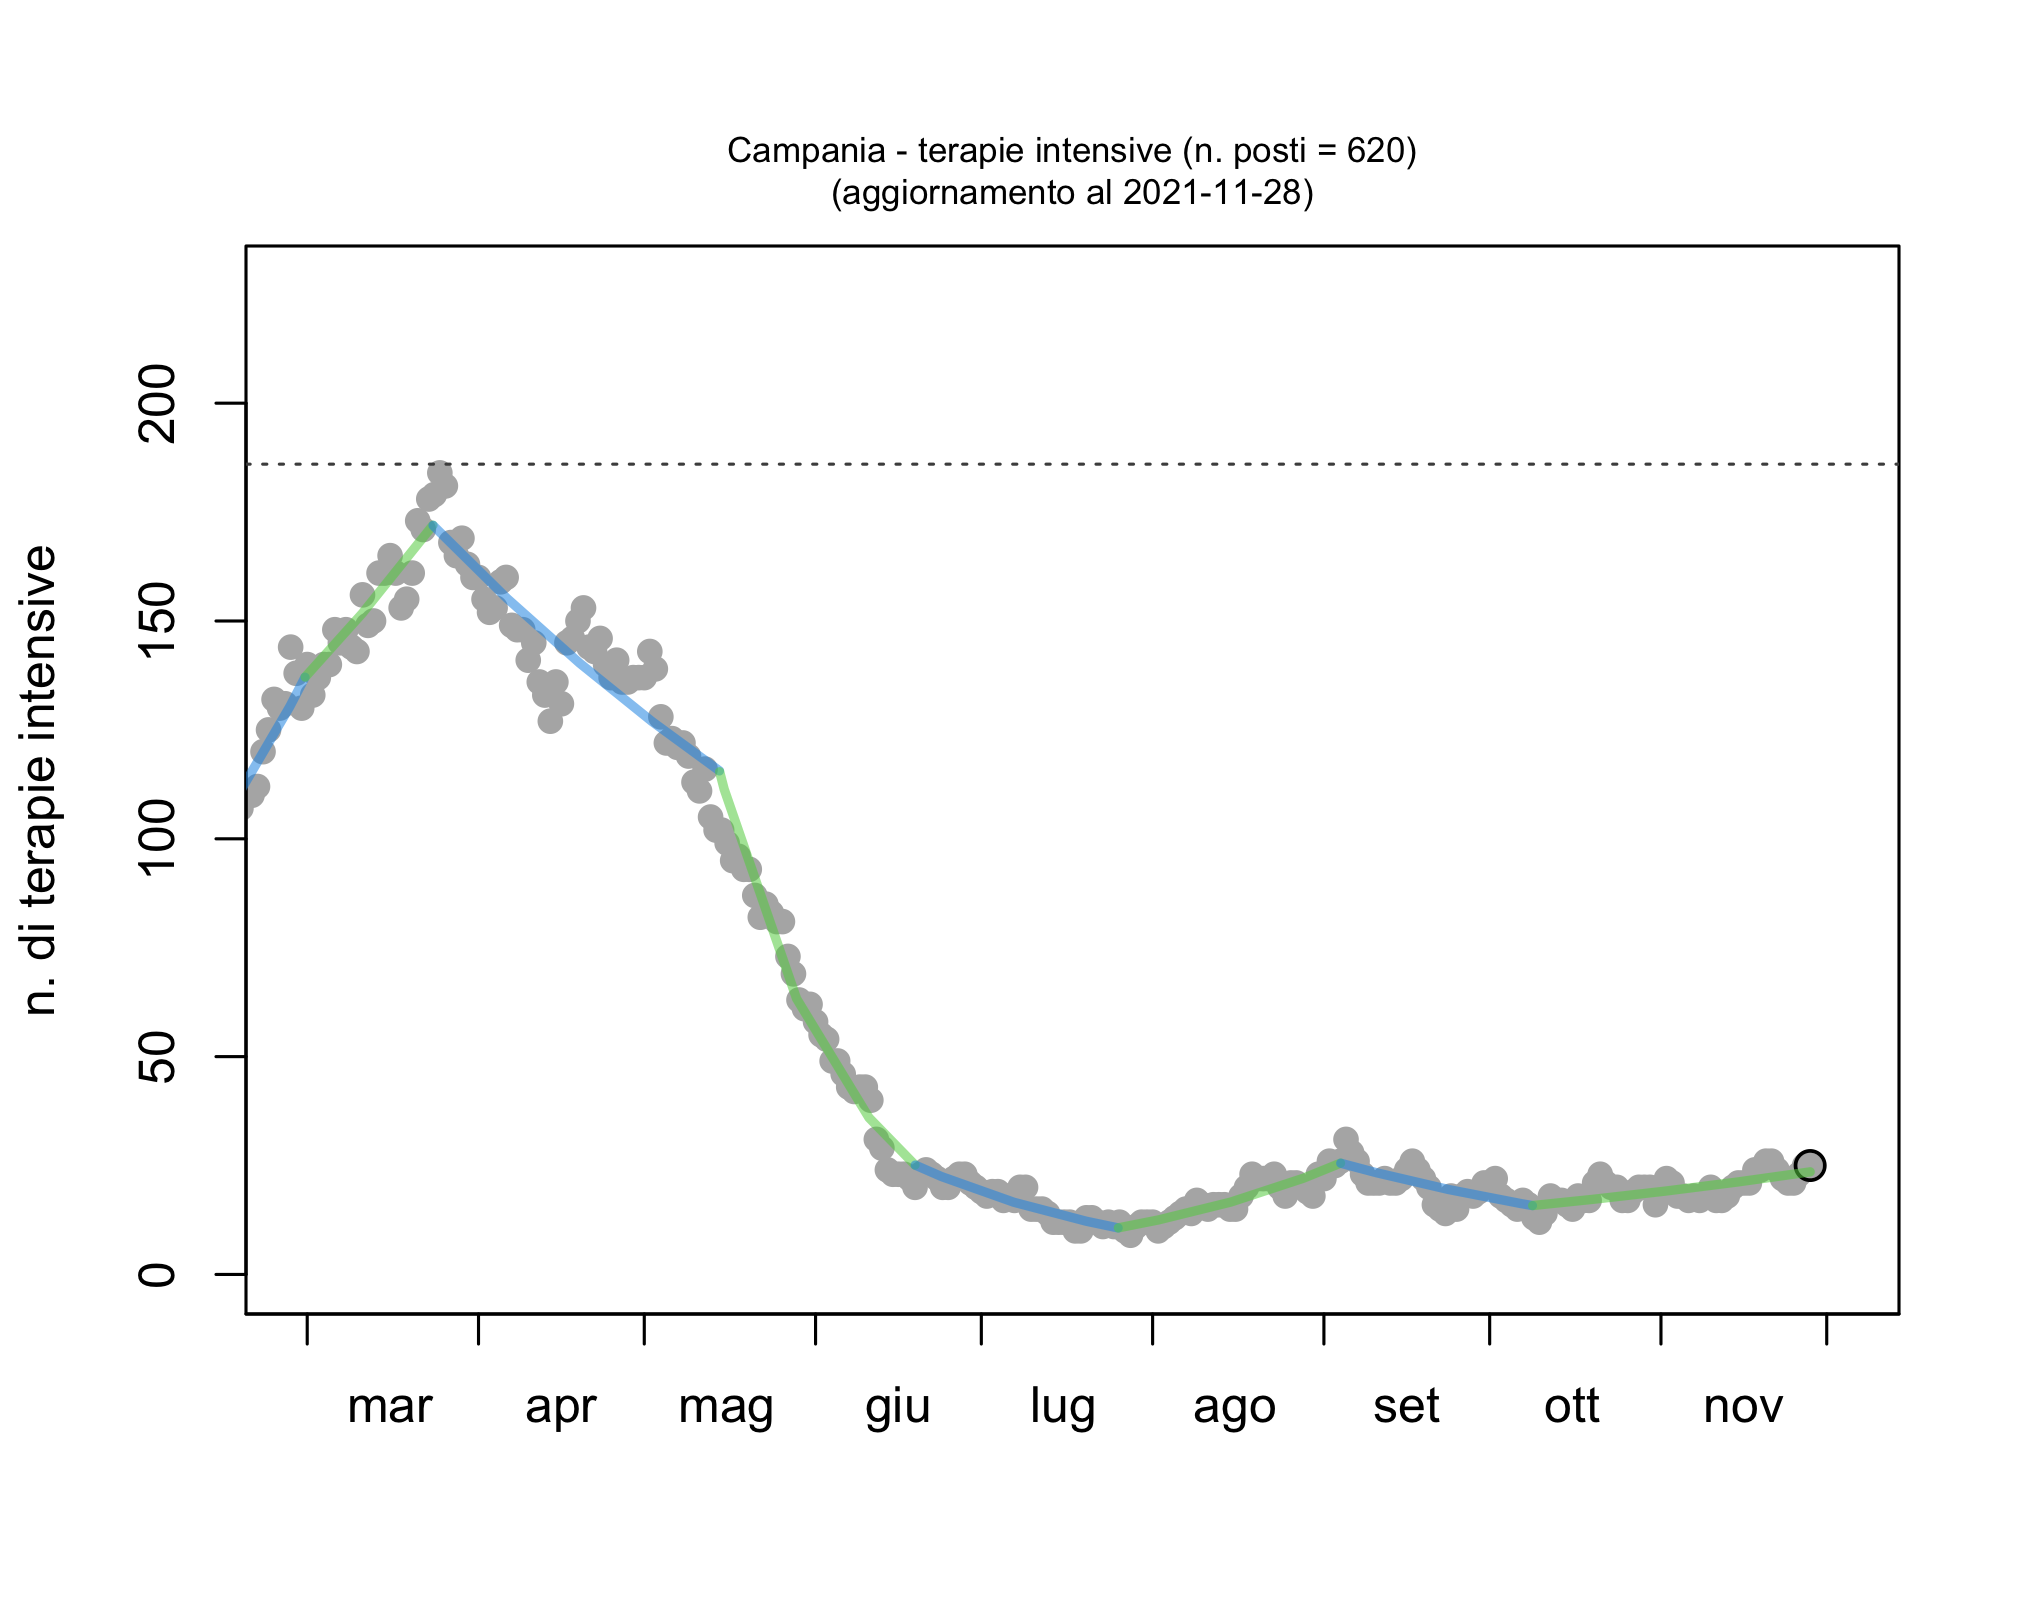 Campania - terapie intensive (n. posti = 620)
(aggiornamento al 2021-11-28)
n. di terapie intensive
200
150
100
50
0
mar apr mag giu lug ago set ott nov